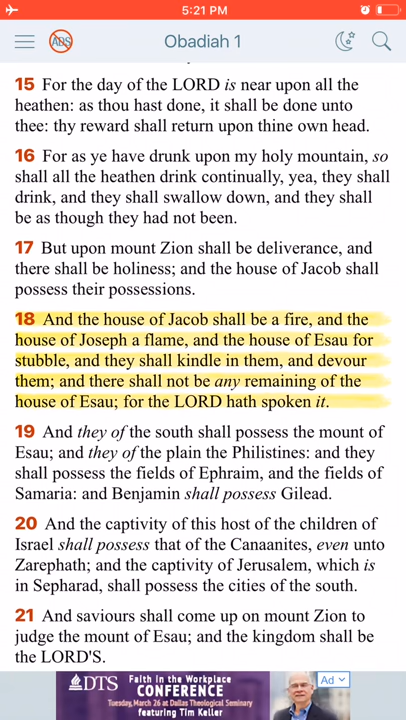 5:21 PM
ADS
Obadiah 1
15 For the day of the LORD is near upon all the
heathen: as thou hast done, it shall be done unto
thee: thy reward shall return upon thine own head.
16 For as ye have drunk upon my holy mountain, so
shall all the heathen drink continually, yea, they shall
drink, and they shall swallow down, and they shall
be as though they had not been.
17 But upon mount Zion shall be deliverance, and
there shall be holiness; and the house of Jacob shall
possess their possessions.
18 And the house of Jacob shall be a fire, and the
house of Joseph a flame, and the house of Esau for
stubble, and they shall kindle in them, and devour
them; and there shall not be any remaining of the
house of Esau; for the LORD hath spoken it.
19 And they of the south shall possess the mount of
Esau; and they of the plain the Philistines: and they
shall possess the fields of Ephraim, and the fields of
Samaria: and Benjamin shall possess Gilead.
20 And the captivity of this host of the children of
Israel shall possess that of the Canaanites, even unto
Zarephath; and the captivity of Jerusalem, which is
in Sepharad, shall possess the cities of the south.
21 And saviours shall come up on mount Zion to
judge the mount of Esau; and the kingdom shall be
the LORD'S.
DTS Faith in the Workplace
CONFERENCE
Tuesday, March 26 at Dallas Theological Seminary
featuring Tim Keller
Ad